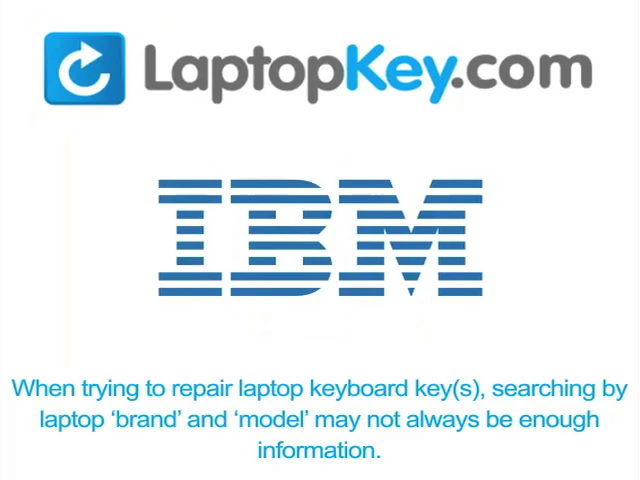 LaptopKey.com
IBM
When trying to repair laptop keyboard key(s), searching by
laptop ‘brand’ and ‘model’ may not always be enough
information.